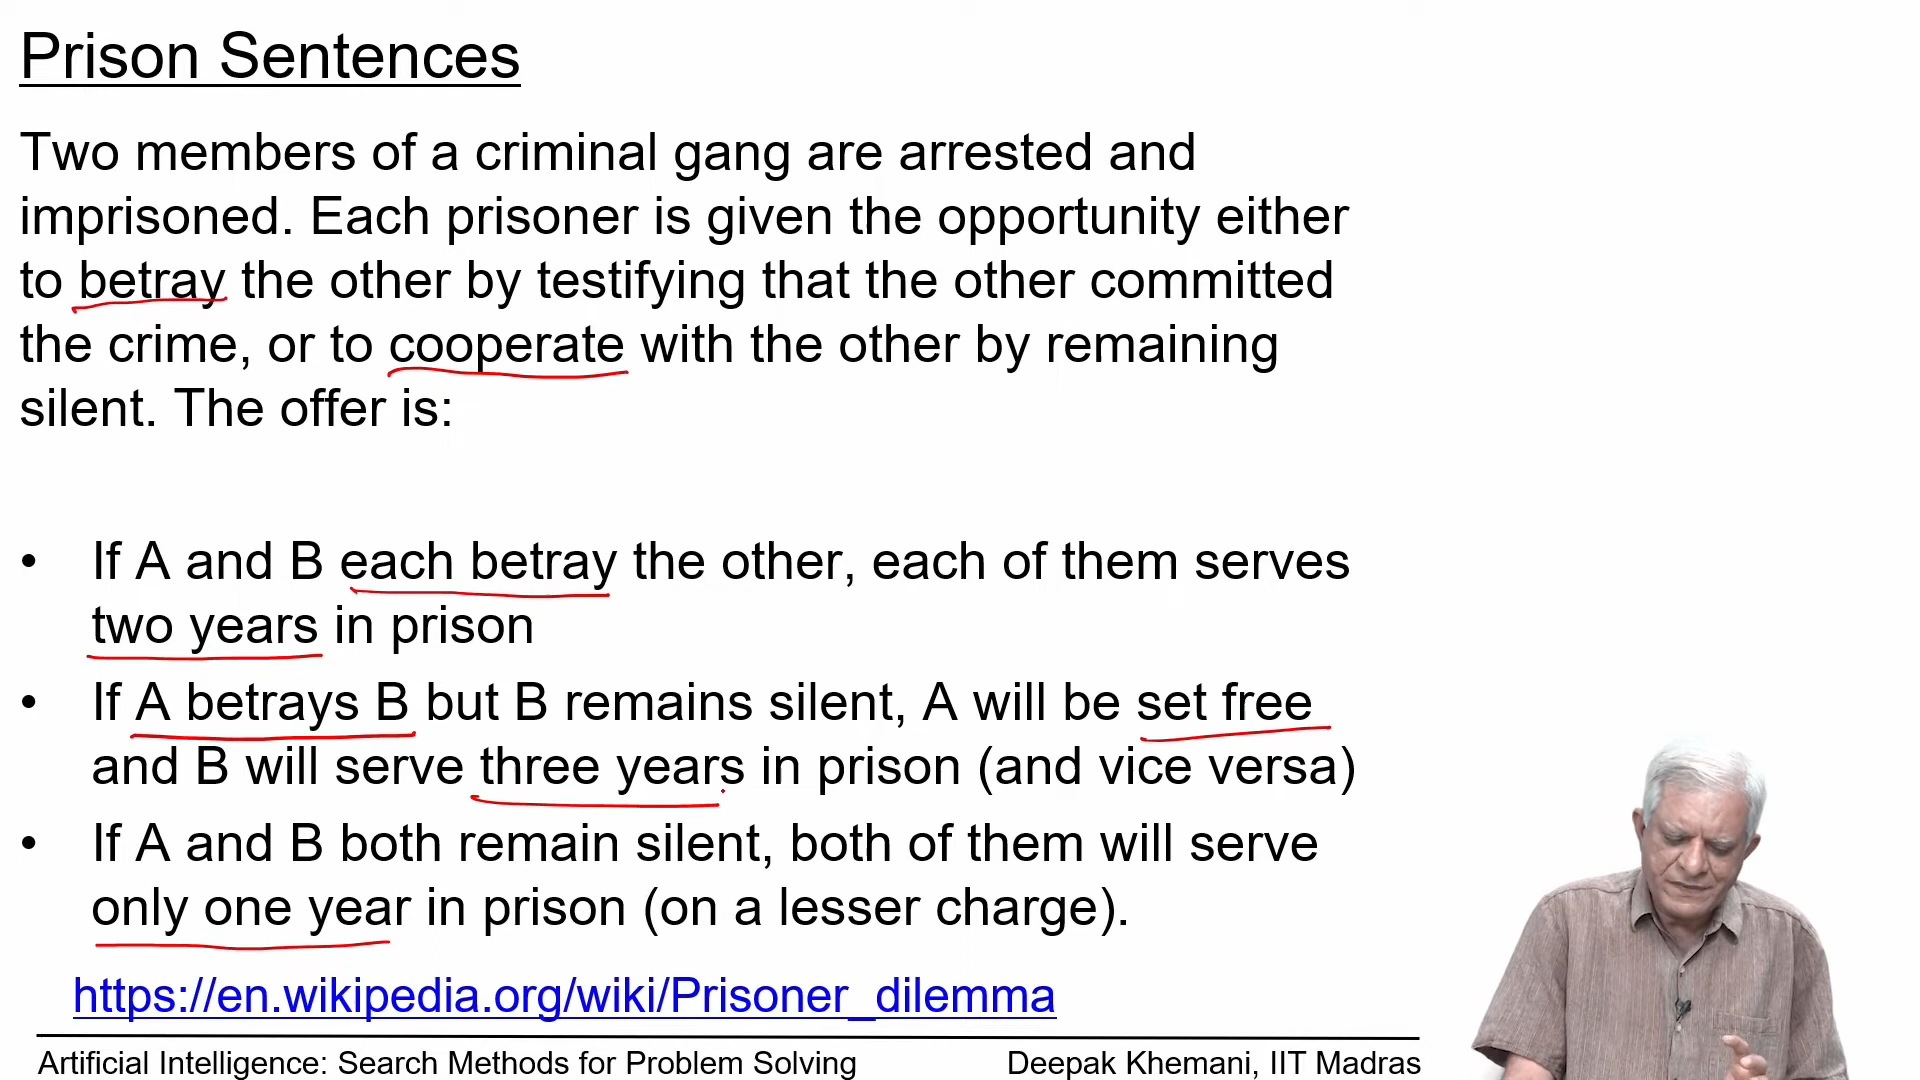 Prison Sentences
Two members of a criminal gang are arrested and
imprisoned. Each prisoner is given the opportunity either
to betray the other by testifying that the other committed
the crime, or to cooperate with the other by remaining
silent. The offer is:
• If A and B each betray the other, each of them serves
two years in prison
• If A betrays B but B remains silent, A will be set free
and B will serve three years in prison (and vice versa)
• If A and B both remain silent, both of them will serve
only one year in prison (on a lesser charge).
https://en.wikipedia.org/wiki/Prisoner_dilemma
Artificial Intelligence: Search Methods for Problem Solving
Deepak Khemani, IIT Madras